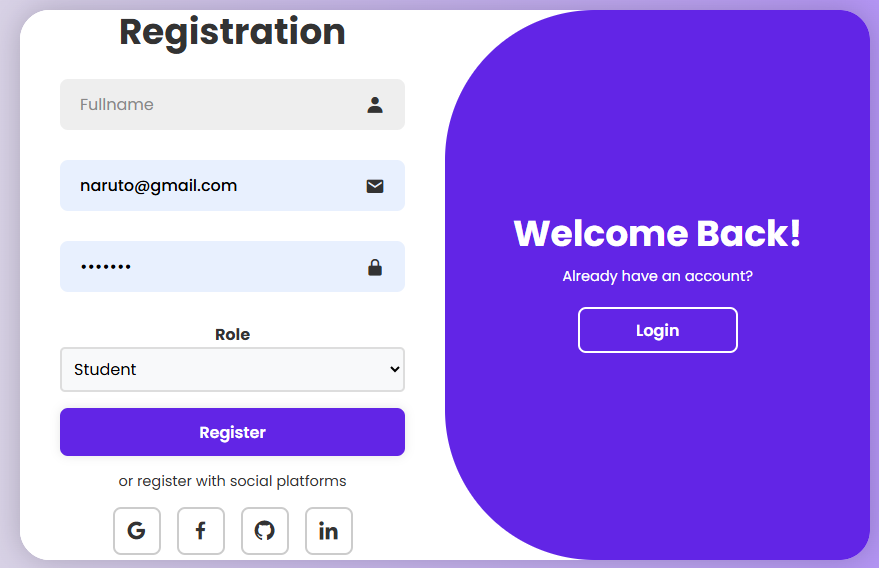 Registration
Fullname
naruto@gmail.com
•••••••
Role
Student
Register
or register with social platforms
Welcome Back!
Already have an account?
Login